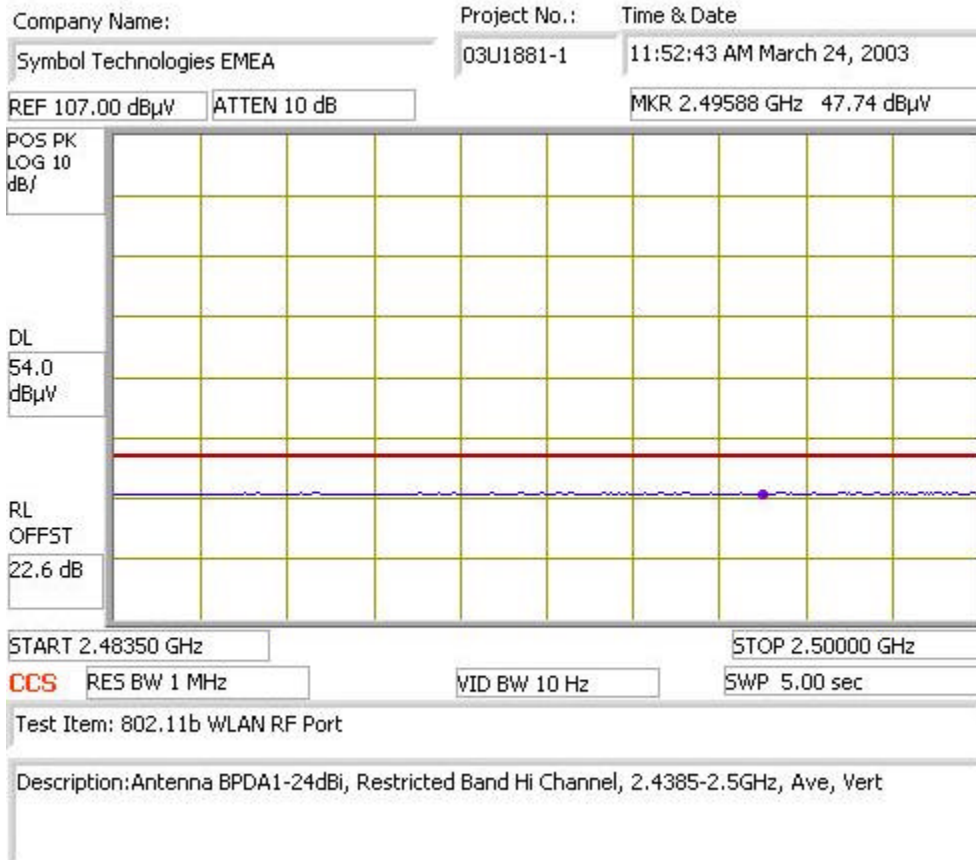 Company Name:
Project No.:
Time & Date
Symbol Technologies EMEA
03U1881-1
11:52:43 AM March 24, 2003
REF 107.00 dBµV
ATTEN 10 dB
MKR 2.49588 GHz 47.74 dBµV
POS PK
LOG 10
dB/
DL
54.0
dBµV
RL
OFFST
22.6 dB
START 2.48350 GHz
STOP 2.50000 GHz
CCS
RES BW 1 MHz
VID BW 10 Hz
SWP 5.00 sec
Test Item: 802.11b WLAN RF Port
Description:Antenna BPDA1-24dBi, Restricted Band Hi Channel, 2.4385-2.5GHz, Ave, Vert